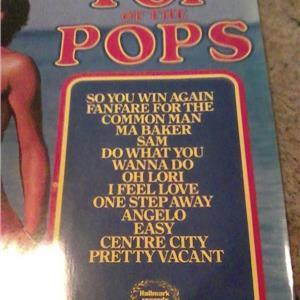 TOP
OF THE
POPS
SO YOU WIN AGAIN
FANFARE FOR THE
COMMON MAN
MA BAKER
SAM
DO WHAT YOU
WANNA DO
OH LORI
I FEEL LOVE
ONE STEP AWAY
ANGELO
EASY
CENTRE CITY
PRETTY VACANT
Hallmark